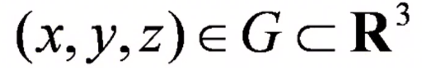 (x, y, z) ∈ G ⊂ R³